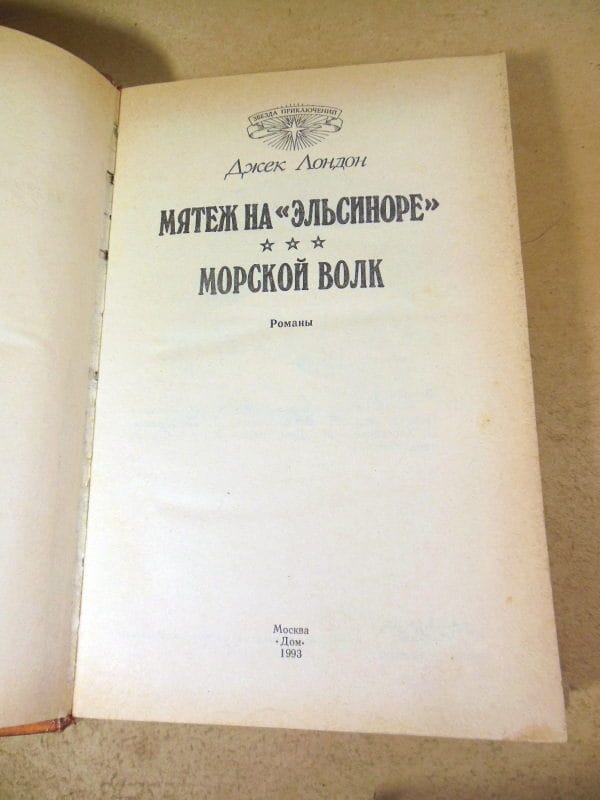 ЗВЕЗДА ПРИКЛЮЧЕНИЙ
Джек Лондон
МЯТЕЖ НА «ЭЛЬСИНОРЕ»
МОРСКОЙ ВОЛК
Романы
Москва
«Дом»
1993